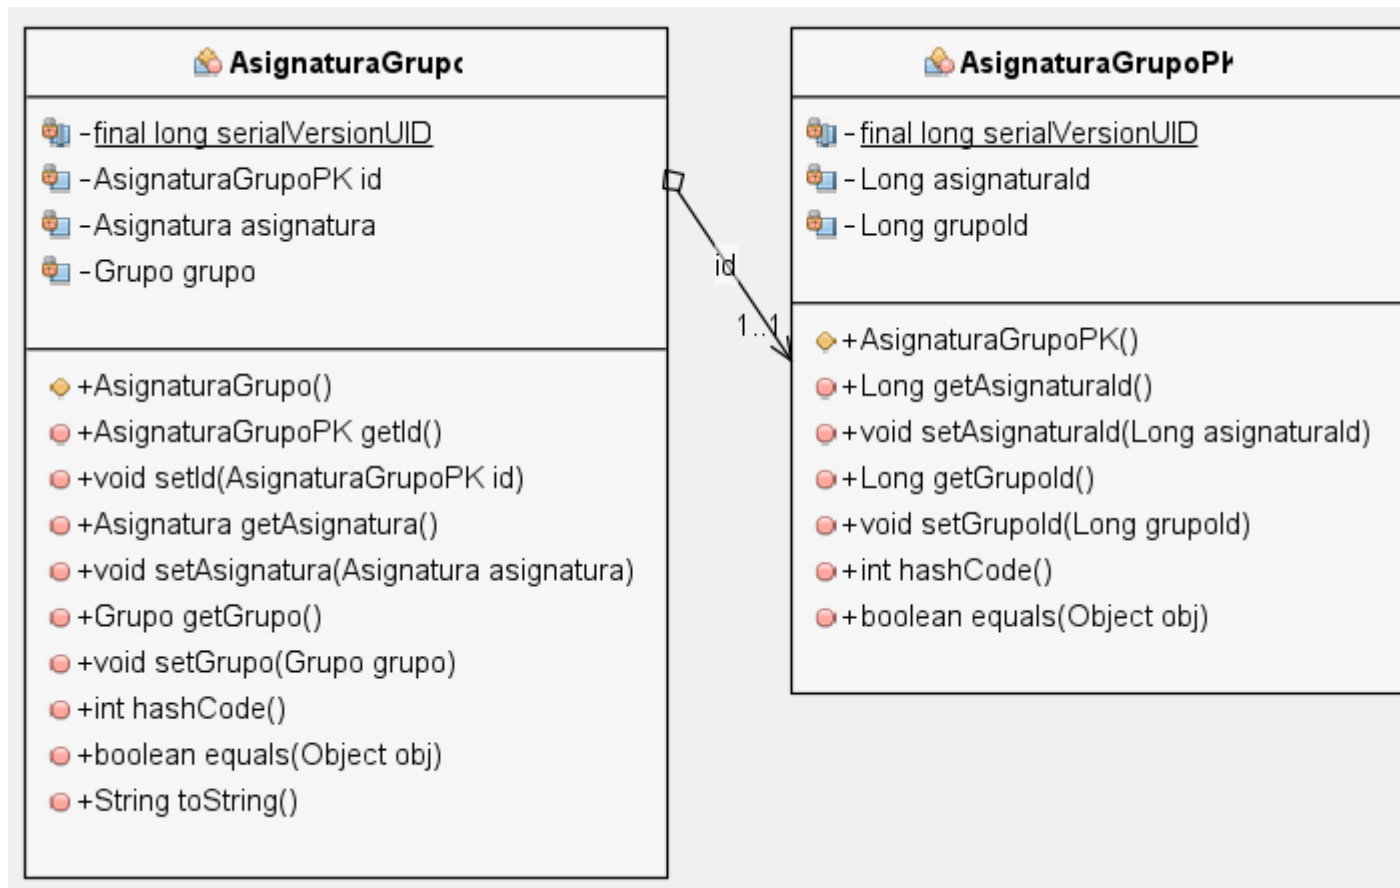 AsignaturaGrupo
-final long serialVersionUID
-AsignaturaGrupoPK id
-Asignatura asignatura
-Grupo grupo
+AsignaturaGrupo()
+AsignaturaGrupoPK getId()
+void setId(AsignaturaGrupoPK id)
+Asignatura getAsignatura()
+void setAsignatura(Asignatura asignatura)
+Grupo getGrupo()
+void setGrupo(Grupo grupo)
+int hashCode()
+boolean equals(Object obj)
+String toString()
id
1..1
AsignaturaGrupoPK
-final long serialVersionUID
-Long asignaturaId
-Long grupoId
+AsignaturaGrupoPK()
+Long getAsignaturaId()
+void setAsignaturaId(Long asignaturaId)
+Long getGrupoId()
+void setGrupoId(Long grupoId)
+int hashCode()
+boolean equals(Object obj)